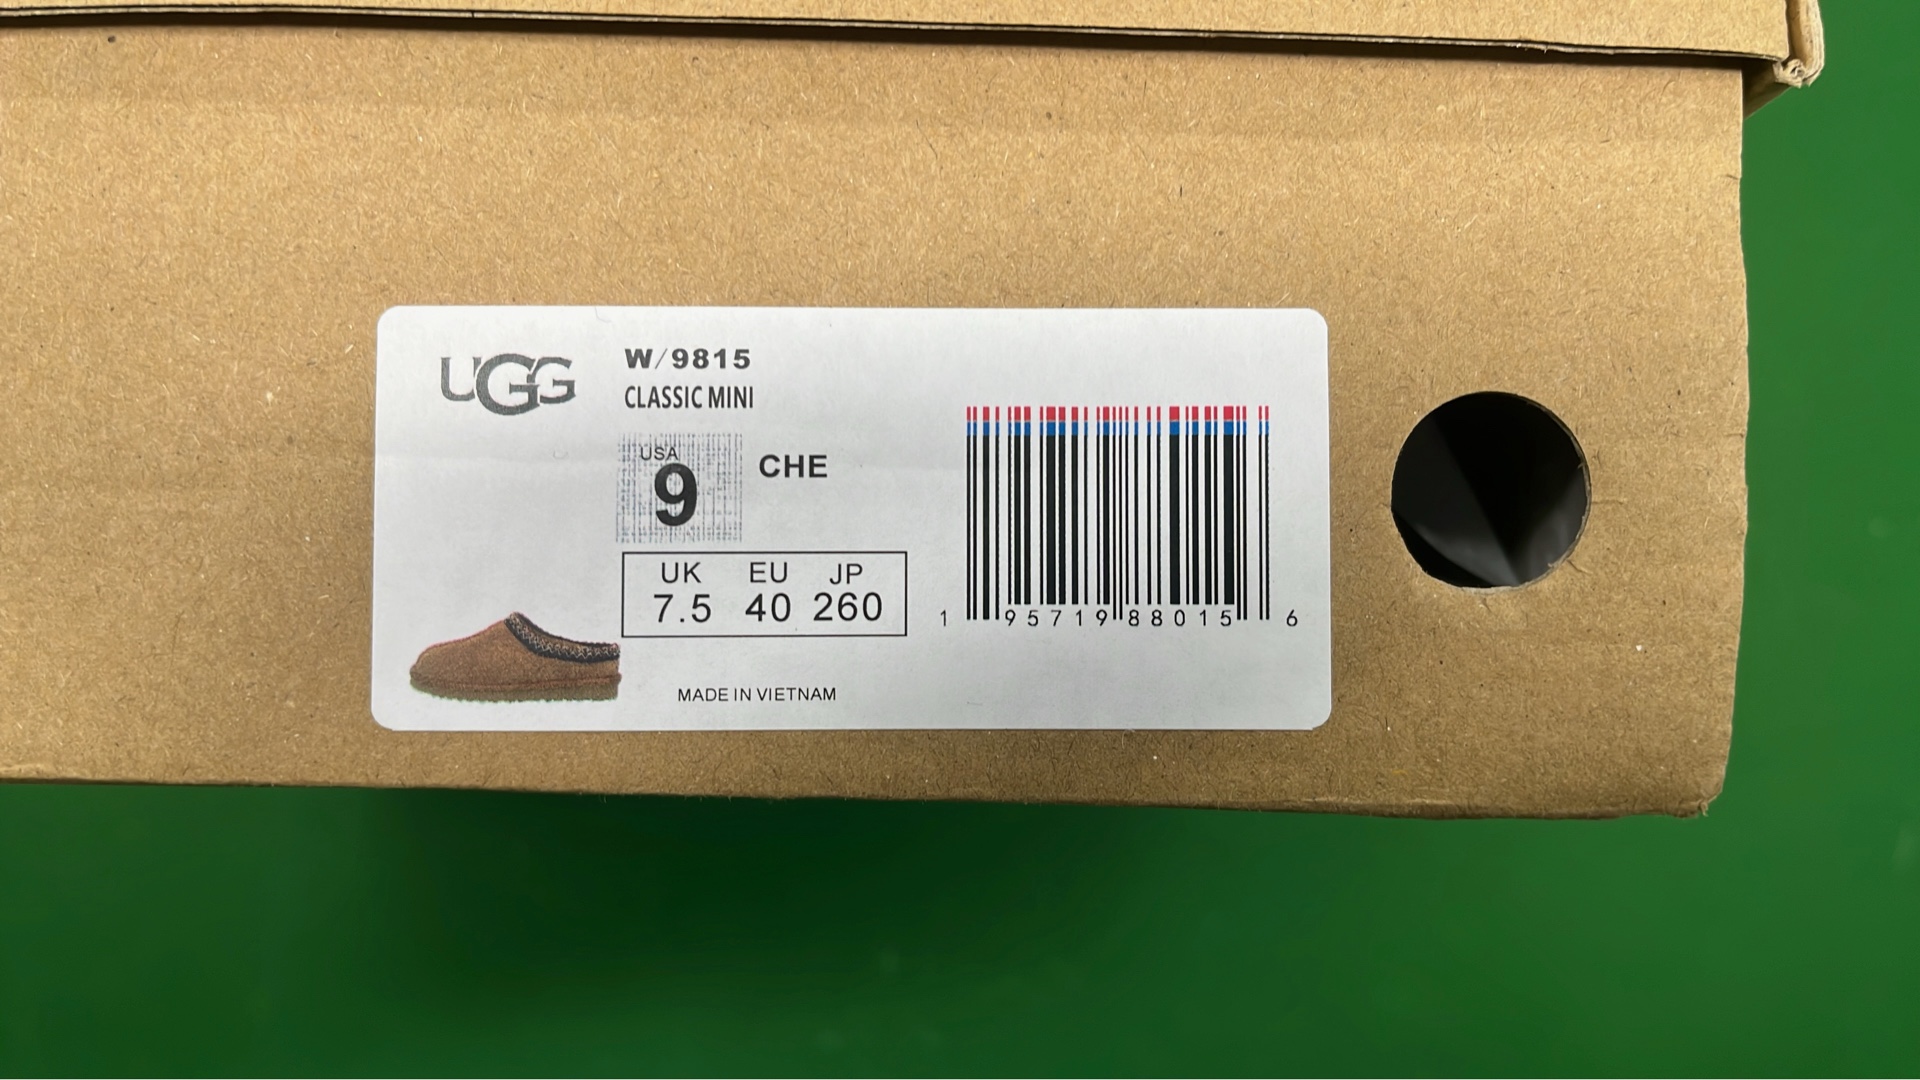 UGG
W/9815
CLASSIC MINI
USA
9
CHE
UK EU JP
7.5 40 260
1 95719 88015 6
MADE IN VIETNAM